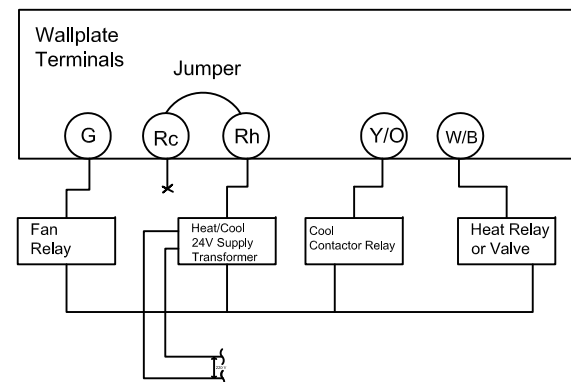 Wallplate
Terminals
Jumper
G
Rc
Rh
Y/O
W/B
Fan
Relay
Heat/Cool
24V Supply
Transformer
Cool
Contactor Relay
Heat Relay
or Valve